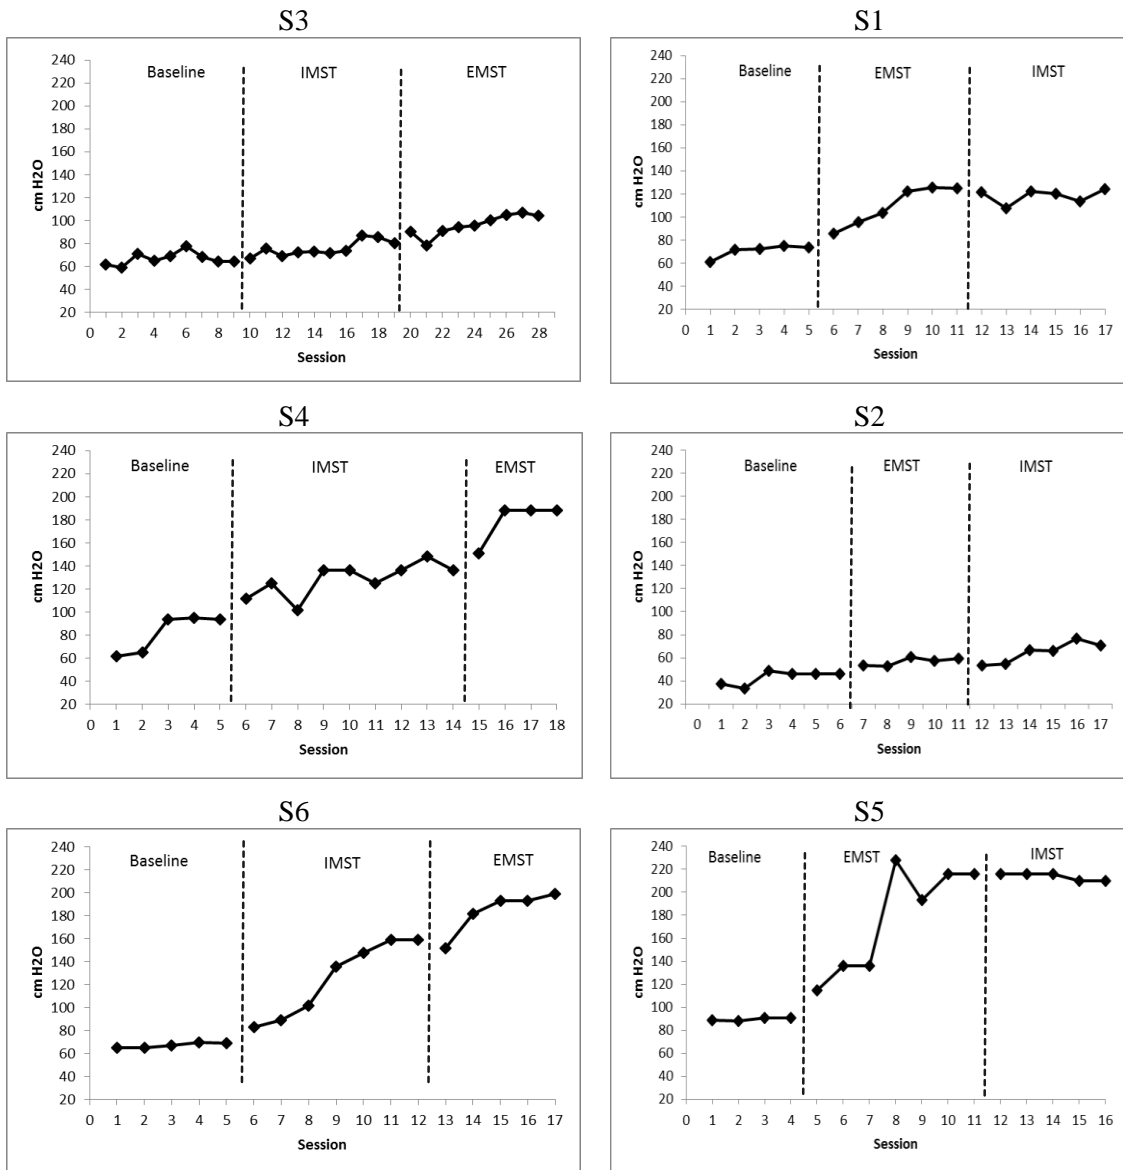 S3
S1
240
220
200
180
160
140
120
100
80
60
40
20
cm H2O
Baseline
IMST
EMST
0 2 4 6 8 10 12 14 16 18 20 22 24 26 28
Session
240
220
200
180
160
140
120
100
80
60
40
20
cm H2O
Baseline
EMST
IMST
0 1 2 3 4 5 6 7 8 9 10 11 12 13 14 15 16 17
Session
S4
S2
240
220
200
180
160
140
120
100
80
60
40
20
cm H2O
Baseline
IMST
EMST
0 1 2 3 4 5 6 7 8 9 10 11 12 13 14 15 16 17 18
Session
240
220
200
180
160
140
120
100
80
60
40
20
cm H2O
Baseline
EMST
IMST
0 1 2 3 4 5 6 7 8 9 10 11 12 13 14 15 16 17
Session
S6
S5
240
220
200
180
160
140
120
100
80
60
40
20
cm H2O
Baseline
IMST
EMST
0 1 2 3 4 5 6 7 8 9 10 11 12 13 14 15 16 17
Session
240
220
200
180
160
140
120
100
80
60
40
20
cm H2O
Baseline
EMST
IMST
0 1 2 3 4 5 6 7 8 9 10 11 12 13 14 15 16
Session